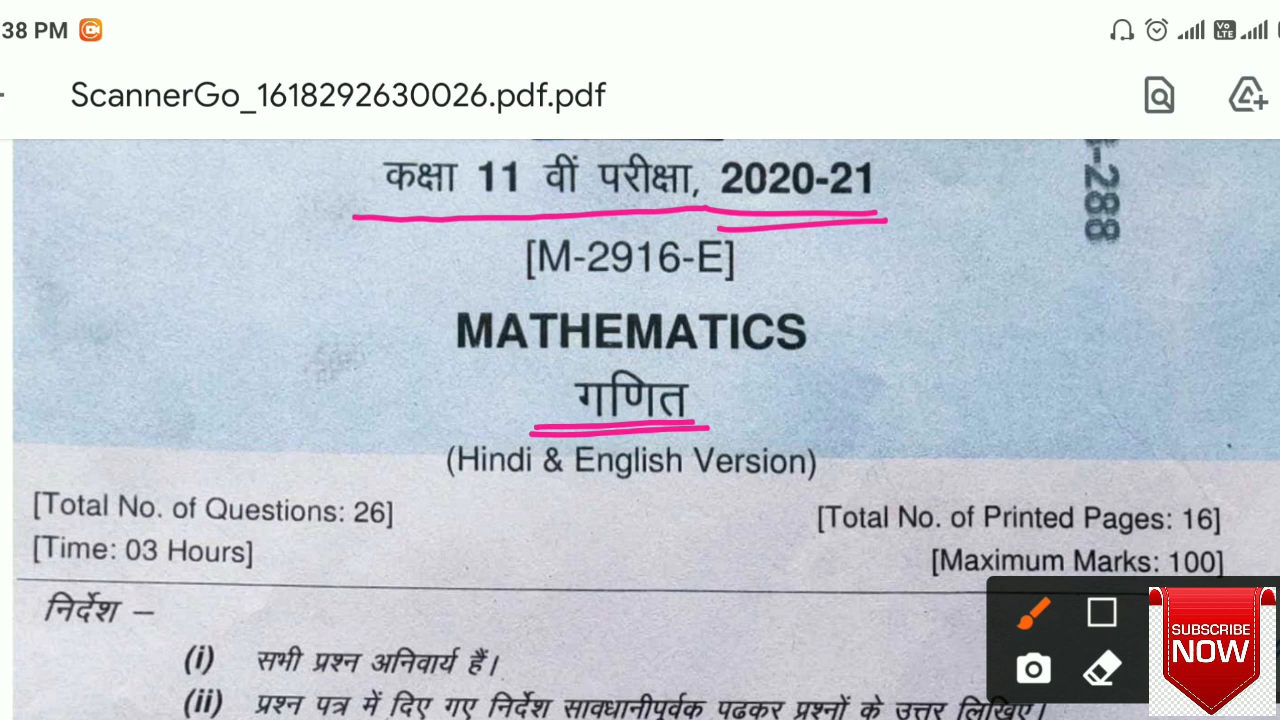 38 PM
ScannerGo_1618292630026.pdf.pdf
कक्षा 11 वीं परीक्षा, 2020-21
-288
[M-2916-E]
MATHEMATICS
गणित
(Hindi & English Version)
[Total No. of Questions: 26]
[Total No. of Printed Pages: 16]
[Time: 03 Hours]
[Maximum Marks: 100]
निर्देश –
(i) सभी प्रश्न अनिवार्य हैं।
(ii) प्रश्न पत्र में दिए गए निर्देश सावधानीपूर्वक पढकर प्रश्नों के उत्तर लिखिए।
SUBSCRIBE
NOW